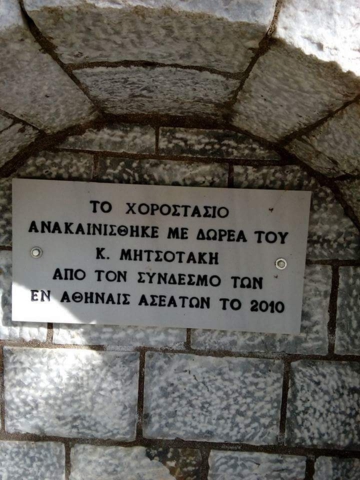 ΤΟ ΧΟΡΟΣΤΑΣΙΟ
ΑΝΑΚΑΙΝΙΣΘΗΚΕ ΜΕ ΔΩΡΕΑ ΤΟΥ
Κ. ΜΗΤΣΟΤΑΚΗ
ΑΠΟ ΤΟΝ ΣΥΝΔΕΣΜΟ ΤΩΝ
ΕΝ ΑΘΗΝΑΙΣ ΑΣΕΑΤΩΝ ΤΟ 2010